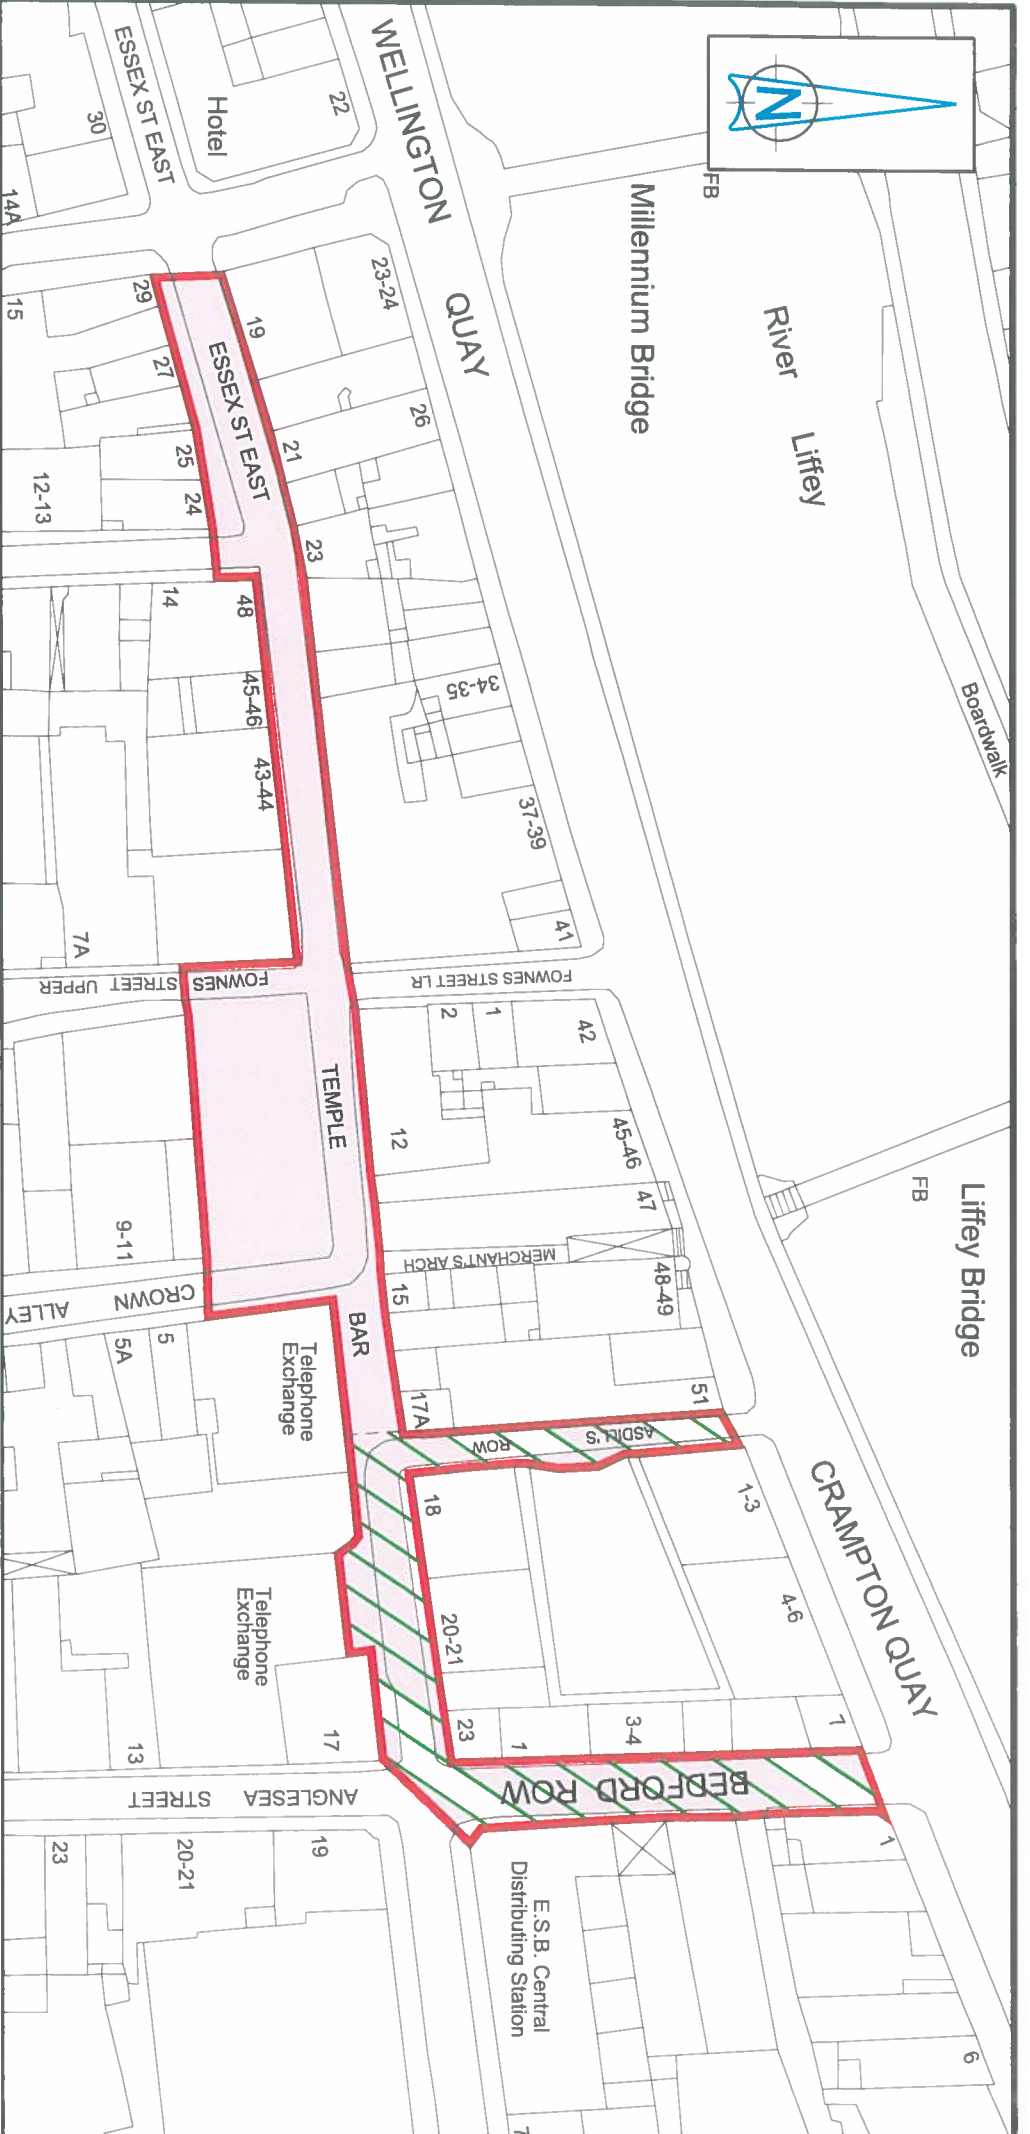 N
FB
River
Liffey
Boardwalk
Millennium Bridge
Liffey Bridge
FB
WELLINGTON
QUAY
CRAMPTON QUAY
ESSEX ST EAST
30
Hotel
22
14A
15
29
27
25
24
12-13
19
ESSEX ST EAST
21
23
23-24
26
34-35
37-39
41
14
48
45-46
43-44
7A
FOWNES
STREET UPPER
FOWNES STREET LR
42
1
2
45-46
47
48-49
51
12
MERCHANT'S ARCH
15
17A
TEMPLE
BAR
9-11
CROWN
ALLEY
5
5A
Telephone
Exchange
ASDILL'S
ROW
18
20-21
23
1
3-4
7
1-3
4-6
BEDFORD ROW
Telephone
Exchange
17
13
ANGLESEA
STREET
19
20-21
23
E.S.B. Central
Distributing Station
1
6
7